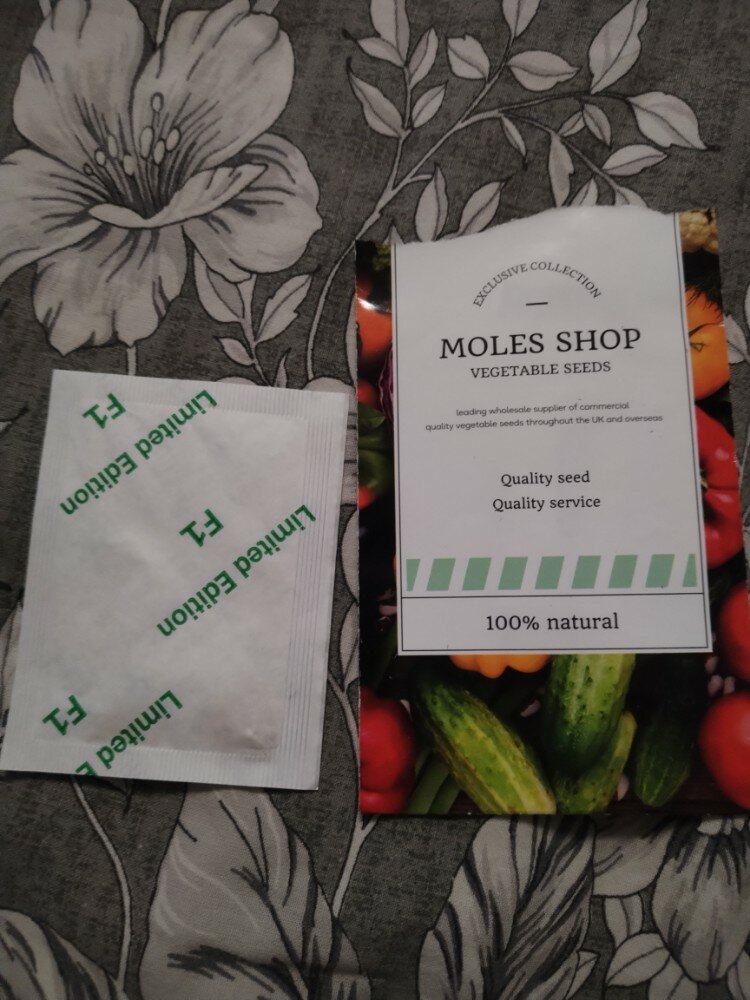 EXCLUSIVE COLLECTION
MOLES SHOP
VEGETABLE SEEDS
leading wholesale supplier of commercial
quality vegetable seeds throughout the UK and overseas
Quality seed
Quality service
100% natural
F1
Limited Edition
F1
Limited Edition
F1
Limited E